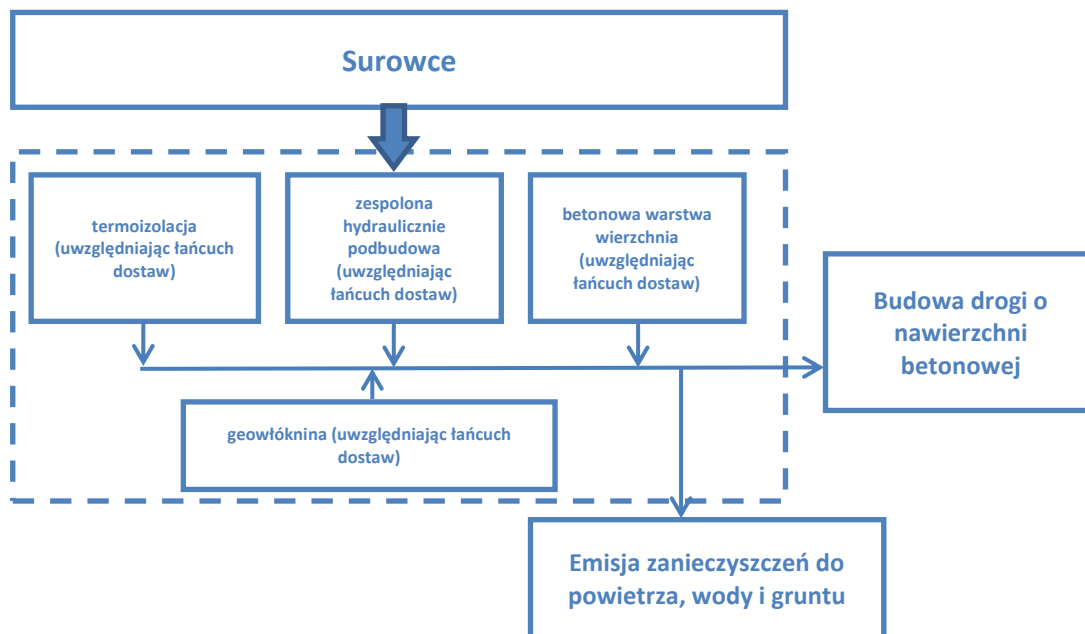 Surowce
termoizolacja
(uwzględniając łańcuch
dostaw)
zespolona
hydraulicznie
podbudowa
(uwzględniając
łańcuch dostaw)
betonowa warstwa
wierzchnia
(uwzględniając
łańcuch dostaw)
Budowa drogi o
nawierzchni
betonowej
geowłóknina (uwzględniając łańcuch
dostaw)
Emisja zanieczyszczeń do
powietrza, wody i gruntu